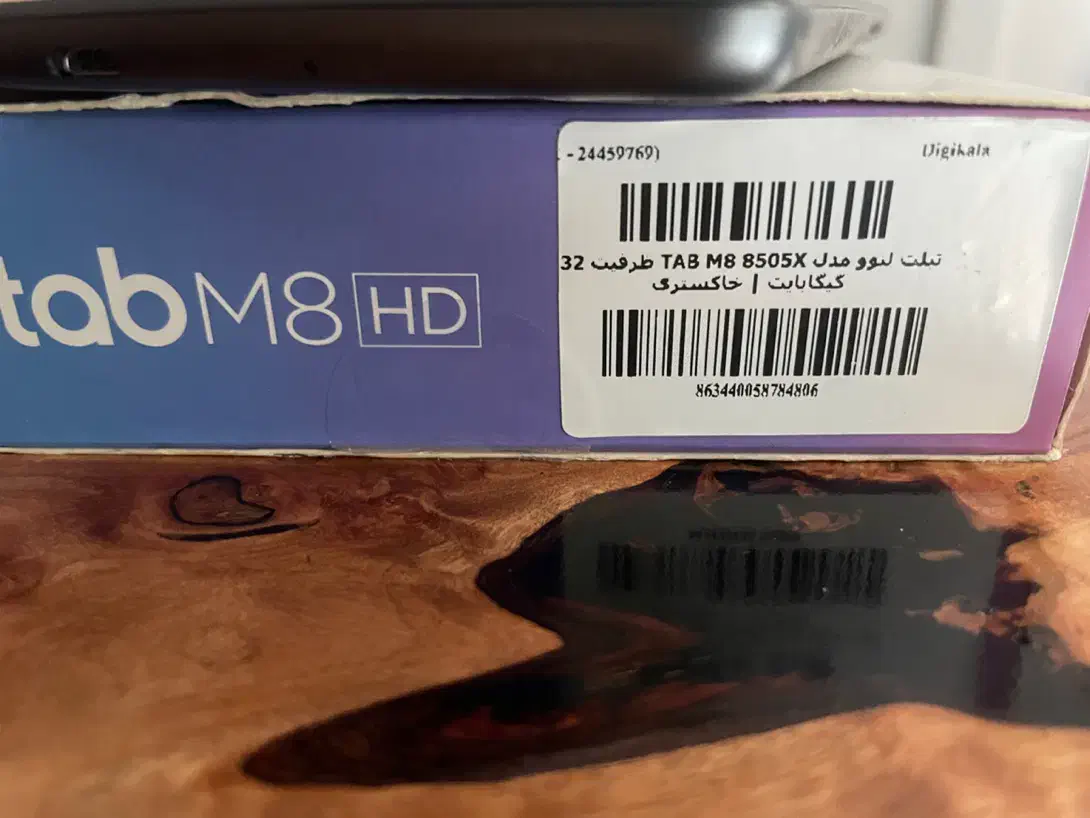 tab M8 HD
- 24459769)
Digikala
تبلت لنوو مدل TAB M8 8505X ظرفیت 32
گیگابایت | خاکستری
863440058784806